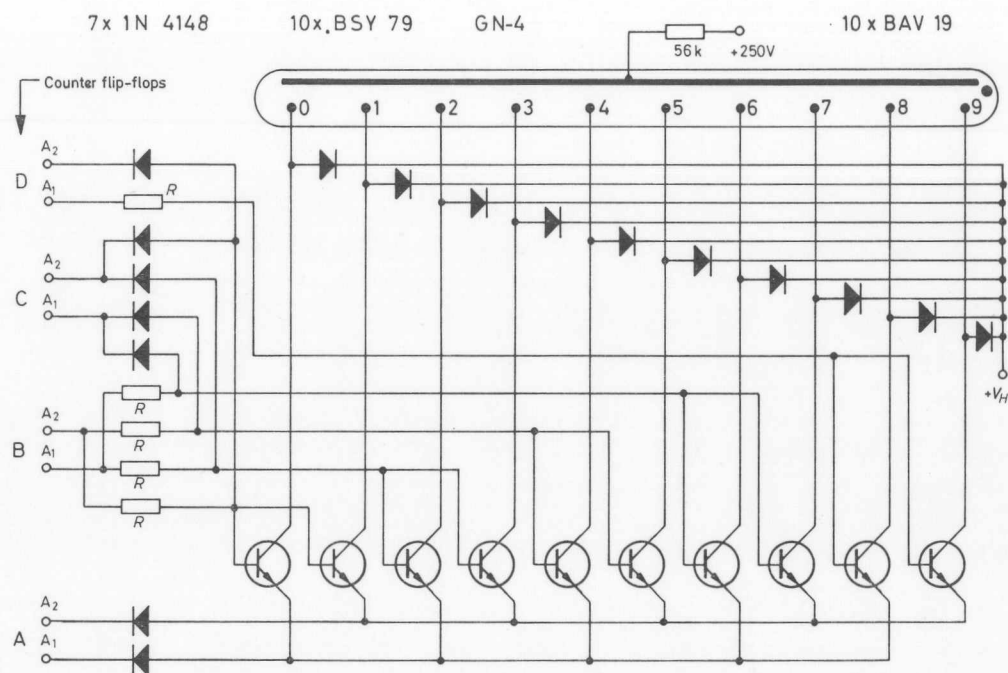 7 x 1N 4148 10x. BSY 79 GN-4 10 x BAV 19
56k +250V
Counter flip-flops
0 1 2 3 4 5 6 7 8 9
A2
D
A1
R
A2
C
A1
+VH
R
A2
R
B
A1
R
R
A2
A
A1